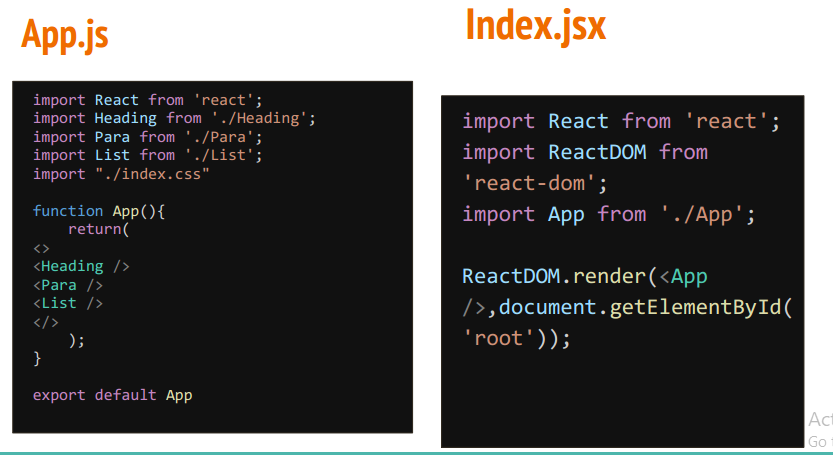 App.js
import React from 'react';
import Heading from './Heading';
import Para from './Para';
import List from './List';
import "./index.css"
function App(){
return(
<>
<Heading />
<Para />
<List />
</>
);
}
export default App
Index.jsx
import React from 'react';
import ReactDOM from
'react-dom';
import App from './App';
ReactDOM.render(<App
/>,document.getElementById(
'root'));
Go